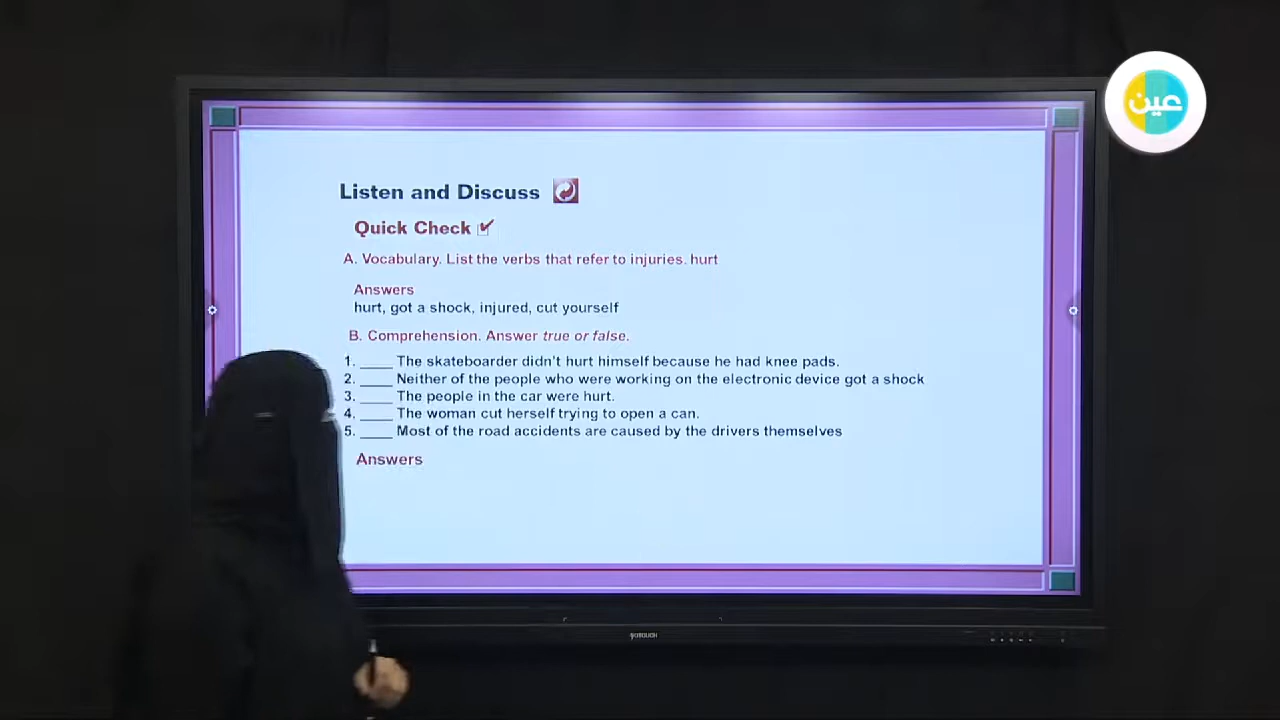 عين
Listen and Discuss
Quick Check
A. Vocabulary. List the verbs that refer to injuries. hurt
Answers
hurt, got a shock, injured, cut yourself
B. Comprehension. Answer true or false.
1. ____ The skateboarder didn't hurt himself because he had knee pads.
2. ____ Neither of the people who were working on the electronic device got a shock
3. ____ The people in the car were hurt.
4. ____ The woman cut herself trying to open a can.
5. ____ Most of the road accidents are caused by the drivers themselves
Answers